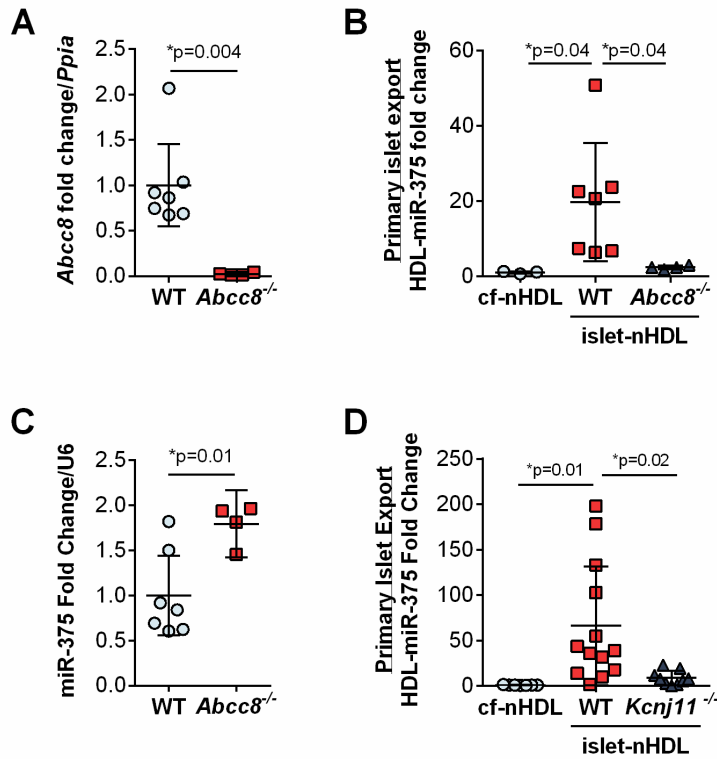 A
Abcc8 fold change/Ppia
2.5
2.0
1.5
1.0
0.5
0.0
*p=0.004
WT Abcc8-/-
B
Primary islet export
HDL-miR-375 fold change
60
40
20
0
*p=0.04 *p=0.04
cf-nHDL WT Abcc8-/-
islet-nHDL
C
miR-375 Fold Change/U6
2.5
2.0
1.5
1.0
0.5
0.0
*p=0.01
WT Abcc8-/-
D
Primary Islet Export
HDL-miR-375 Fold Change
250
200
150
100
50
0
*p=0.01 *p=0.02
cf-nHDL WT Kcnj11 -/-
islet-nHDL